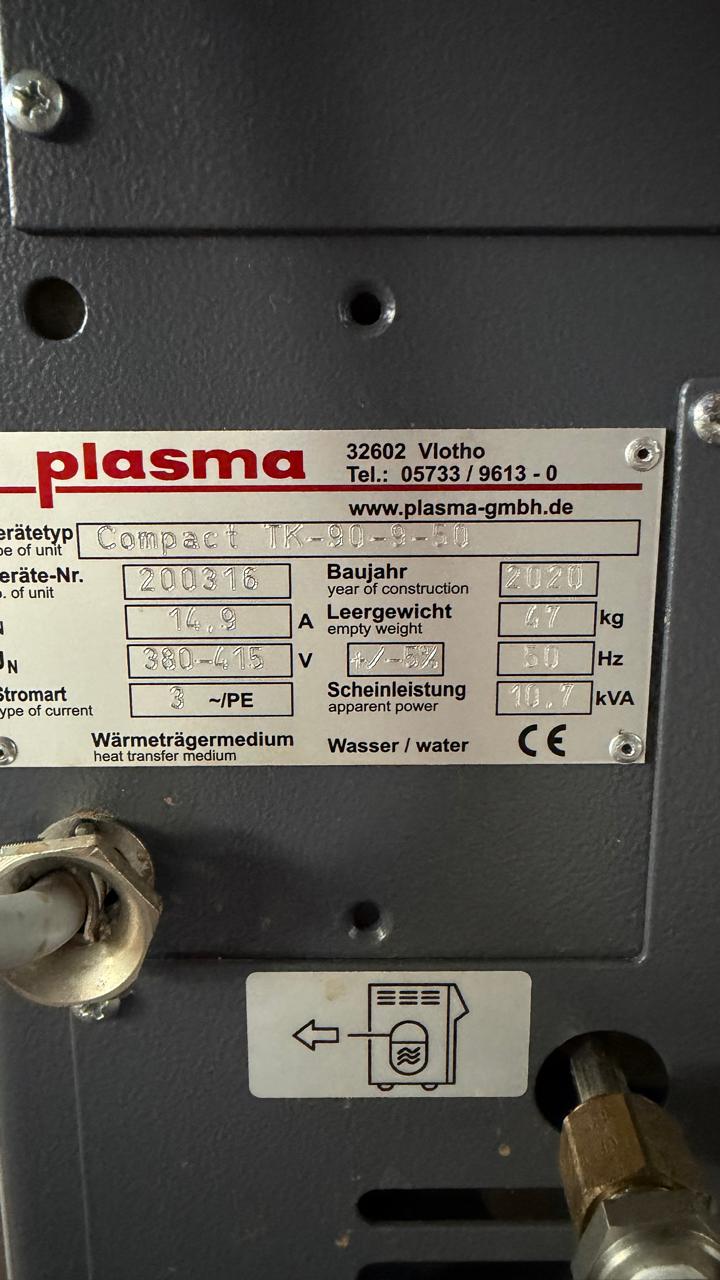 plasma
32602 Vlotho
Tel.: 05733 / 9613 - 0
www.plasma-gmbh.de
erätetyp Compact TK-90-9-50
pe of unit
eräte-Nr. 200316 Baujahr 2020
. of unit year of construction
N 14,9 A Leergewicht 47 kg
empty weight
UN 380-415 V +/-5% 50 Hz
Stromart 3 ~/PE Scheinleistung 10.7 kVA
ype of current apparent power
Wärmeträgermedium Wasser / water CE
heat transfer medium